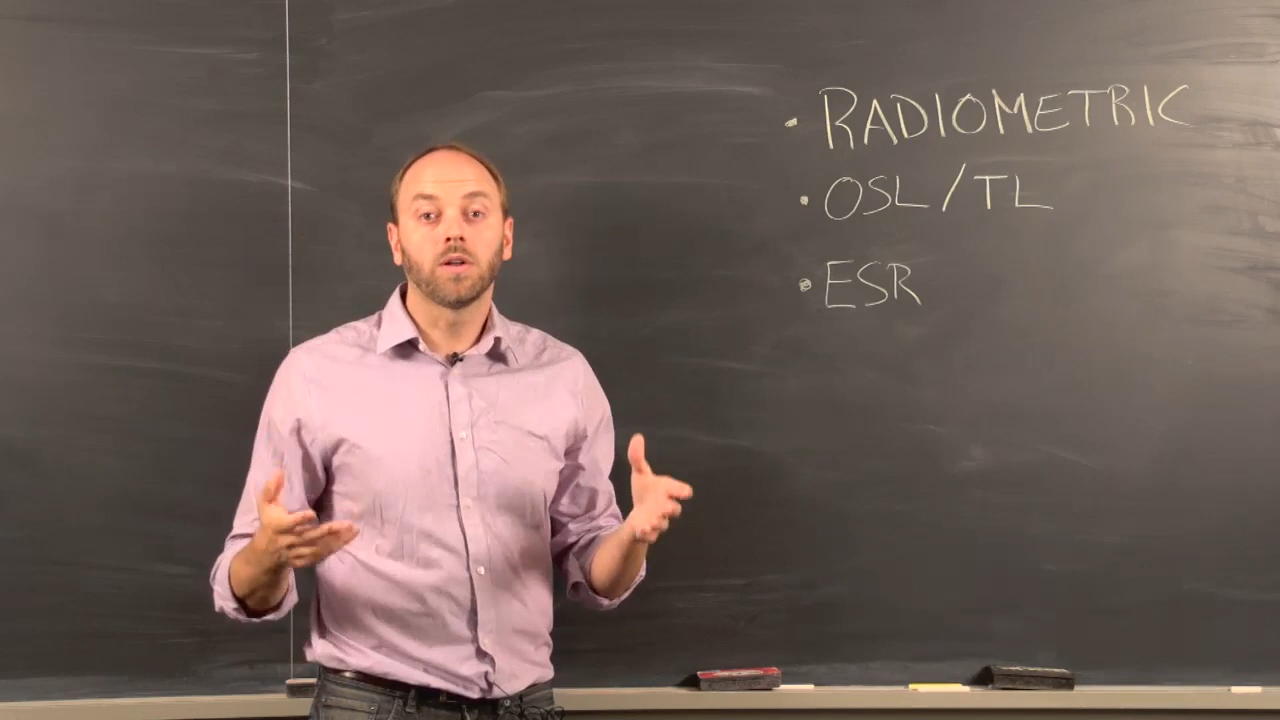 • RADIOMETRIC
• OSL/TL
• ESR